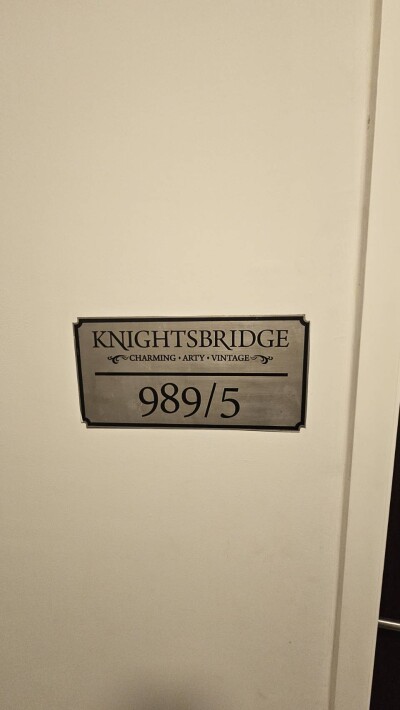 KNIGHTSBRIDGE
CHARMING • ARTY • VINTAGE
989/5